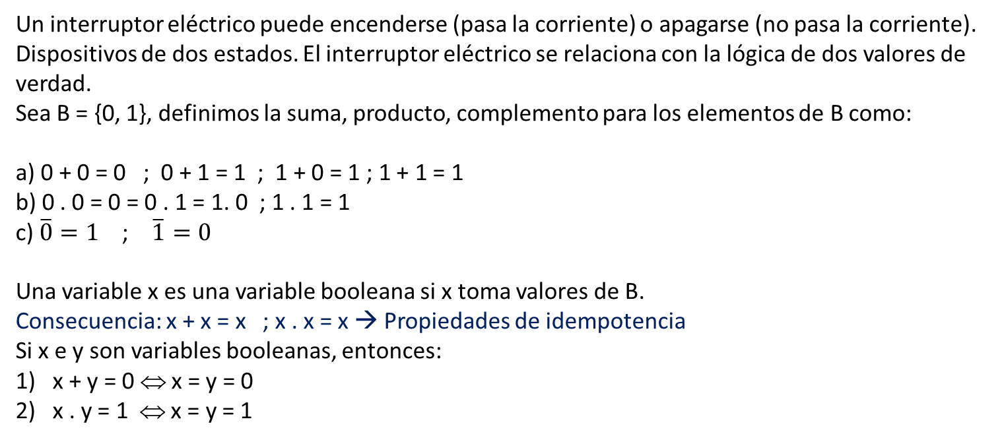 Un interruptor eléctrico puede encenderse (pasa la corriente) o apagarse (no pasa la corriente).
Dispositivos de dos estados. El interruptor eléctrico se relaciona con la lógica de dos valores de
verdad.
Sea B = {0, 1}, definimos la suma, producto, complemento para los elementos de B como:
a) 0 + 0 = 0 ; 0 + 1 = 1 ; 1 + 0 = 1 ; 1 + 1 = 1
b) 0 . 0 = 0 = 0 . 1 = 1. 0 ; 1 . 1 = 1
c) 0̅ = 1 ; 1̅ = 0
Una variable x es una variable booleana si x toma valores de B.
Consecuencia: x + x = x ; x . x = x → Propiedades de idempotencia
Si x e y son variables booleanas, entonces:
1) x + y = 0 ⇔ x = y = 0
2) x . y = 1 ⇔ x = y = 1